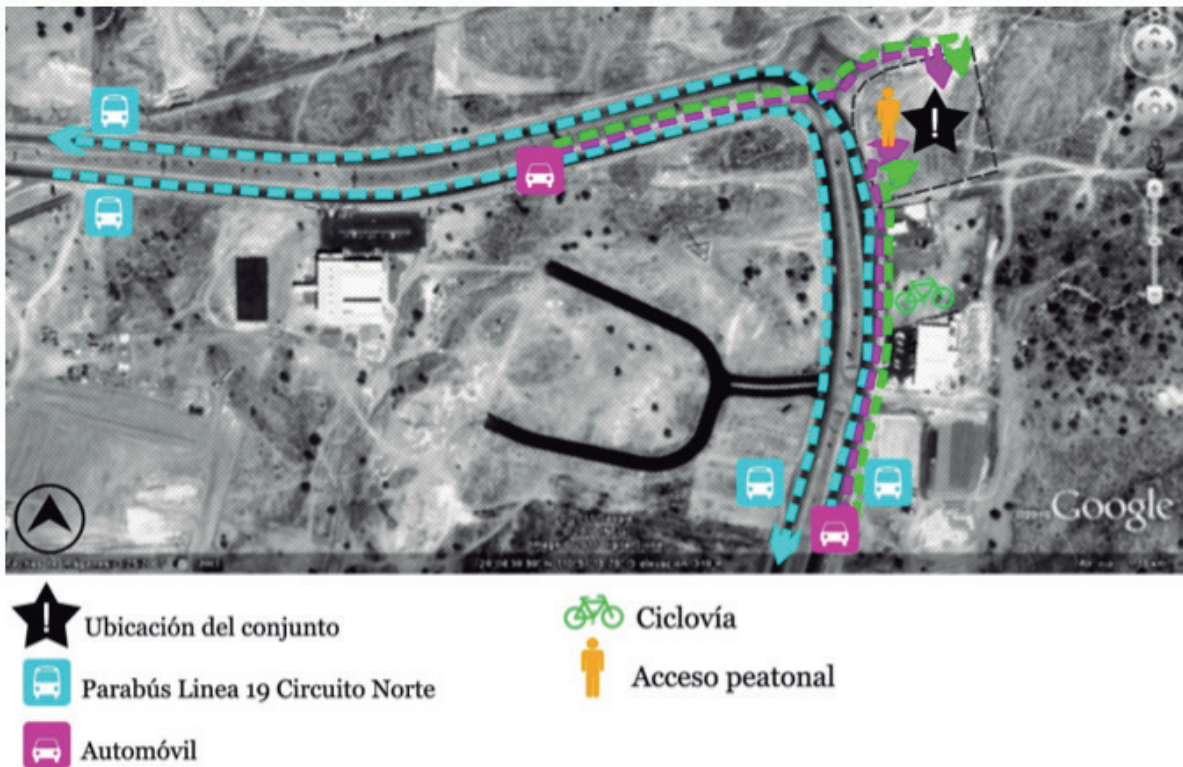 Google
Ubicación del conjunto
Parabús Linea 19 Circuito Norte
Automóvil
Ciclovía
Acceso peatonal